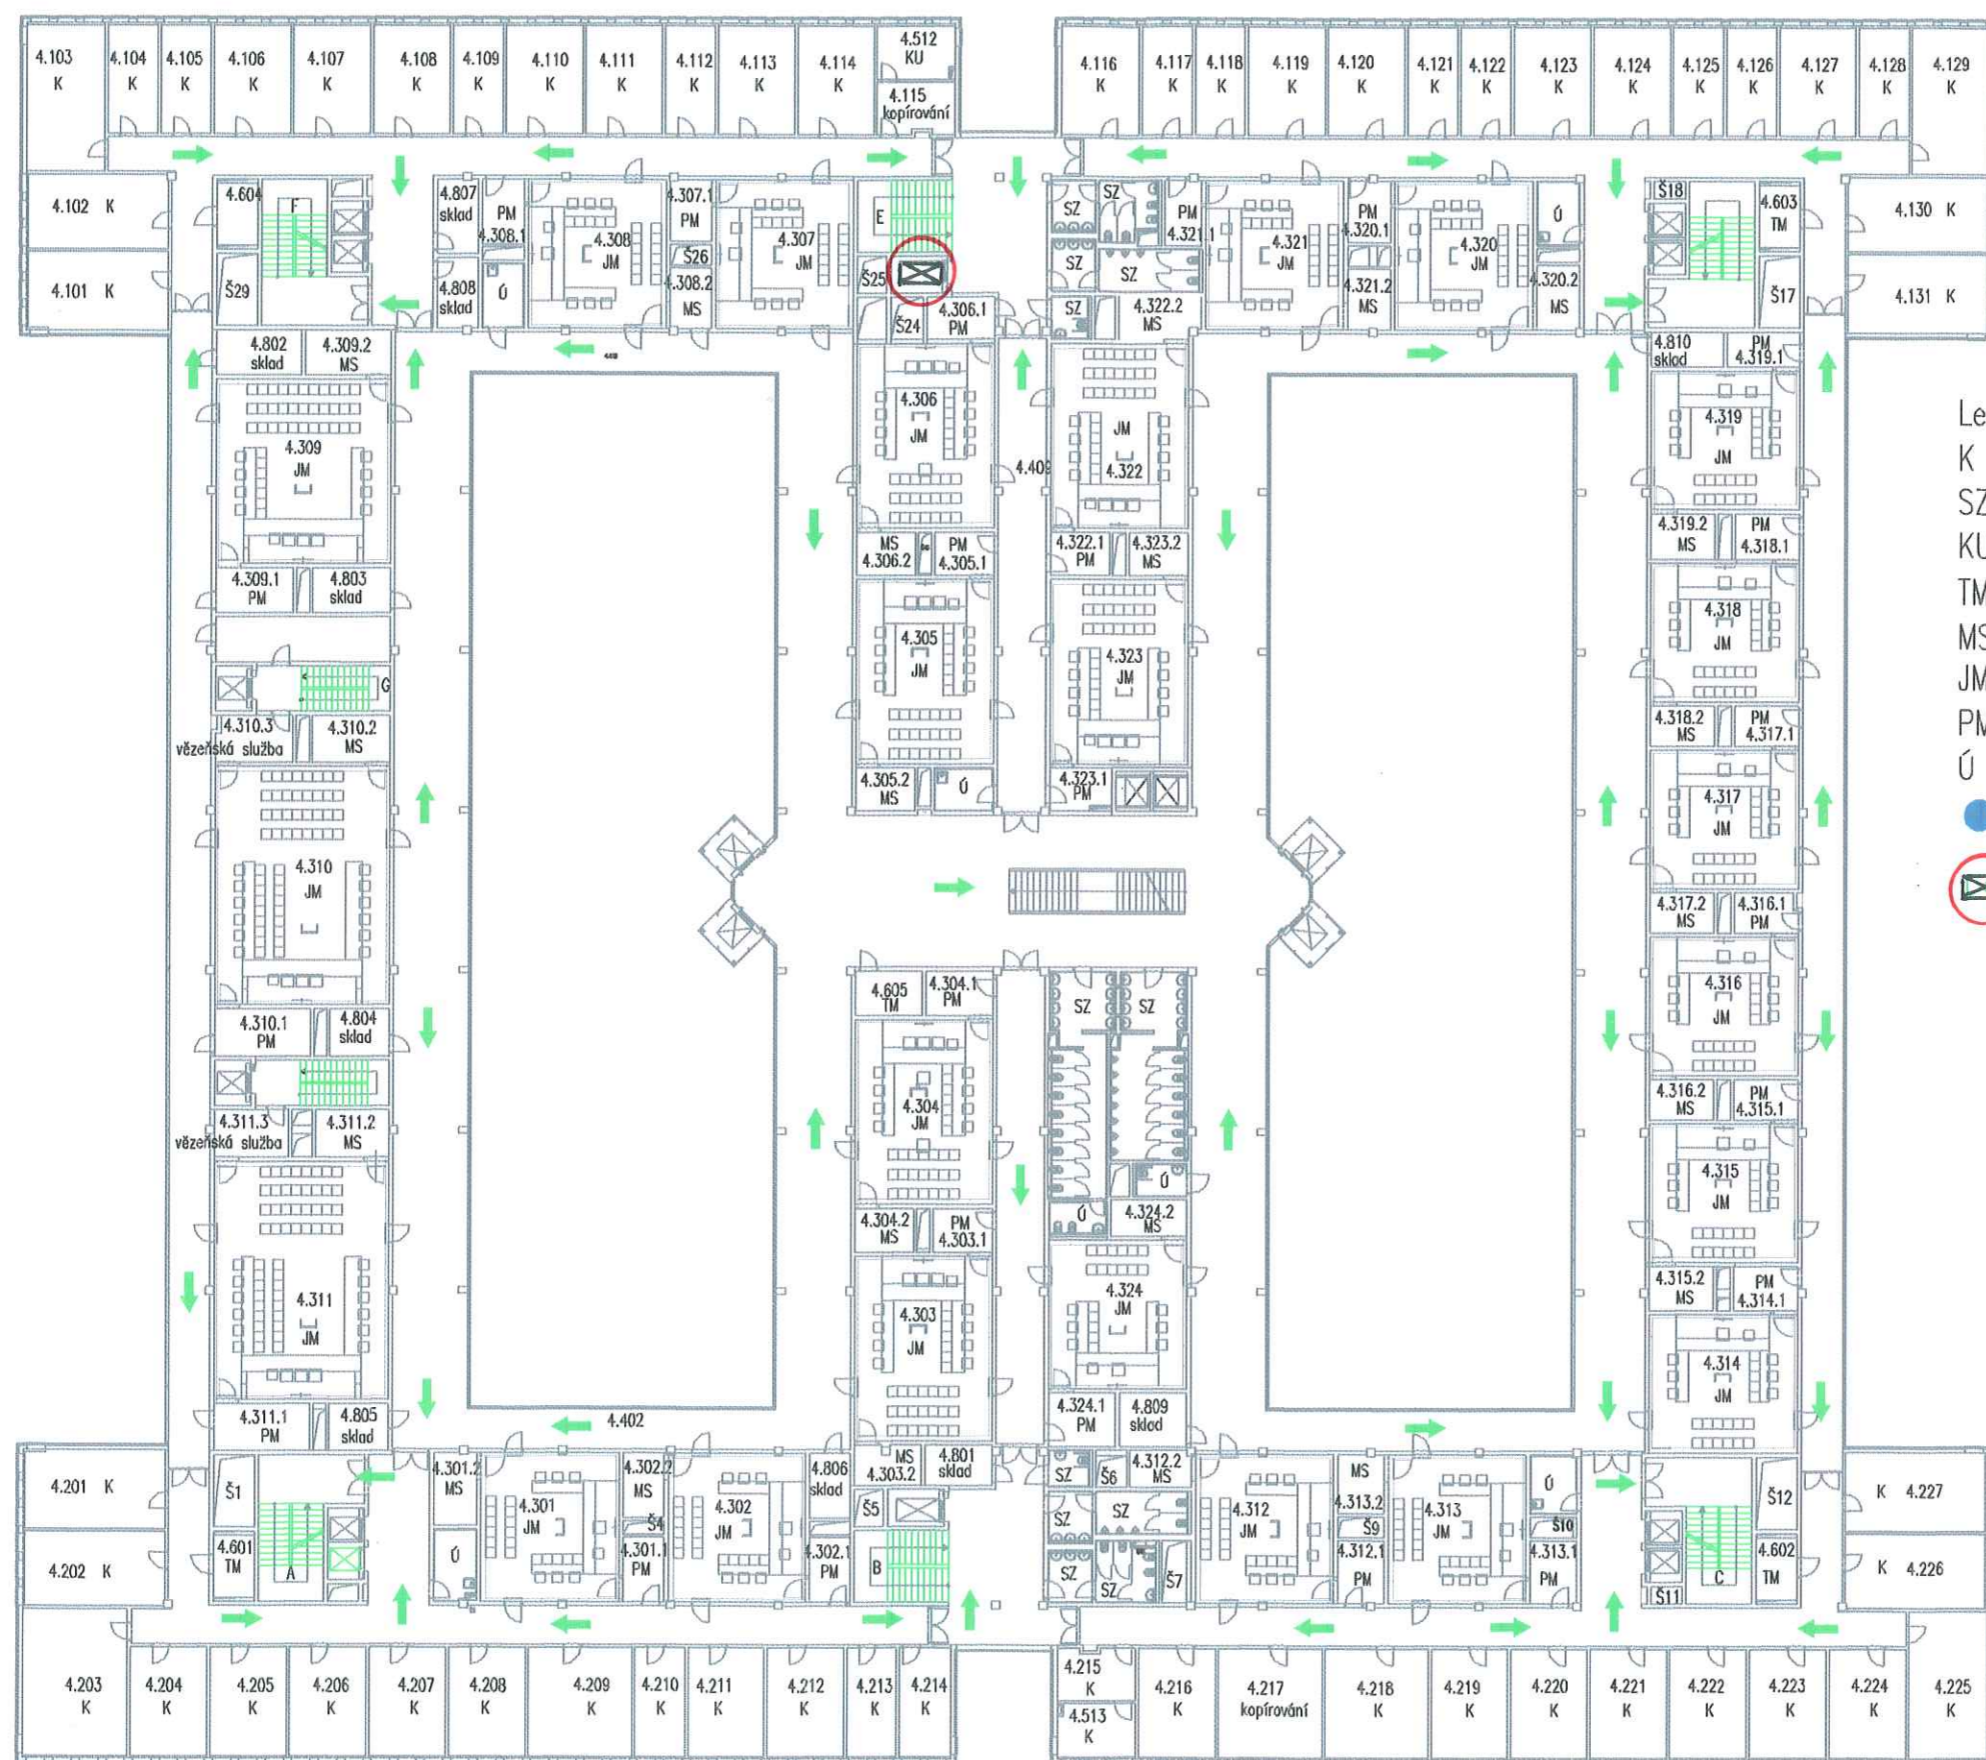 4.103
K
4.104
K
4.105
K
4.106
K
4.107
K
4.108
K
4.109
K
4.110
K
4.111
K
4.112
K
4.113
K
4.114
K
4.512
KU
4.115
kopírování
4.116
K
4.117
K
4.118
K
4.119
K
4.120
K
4.121
K
4.122
K
4.123
K
4.124
K
4.125
K
4.126
K
4.127
K
4.128
K
4.129
K
4.102 K
4.101 K
4.604
F
Š29
4.807
sklad
PM
4.308.1
4.808
sklad
Ú
4.308
JM
4.307.1
PM
Š26
4.308.2
MS
4.307
JM
E
Š25
Š24
4.306.1
PM
SZ
SZ
SZ
SZ
SZ
PM
4.321.1
4.322.2
MS
4.321
JM
PM
4.320.1
4.321.2
MS
4.320
JM
Ú
4.320.2
MS
Š18
4.603
TM
Š17
4.130 K
4.131 K
4.802
sklad
4.309.2
MS
4.309
JM
4.309.1
PM
4.803
sklad
G
4.310.3
vězeňská služba
4.310.2
MS
4.310
JM
4.310.1
PM
4.804
sklad
4.311.3
vězeňská služba
4.311.2
MS
4.311
JM
4.311.1
PM
4.805
sklad
4.306
JM
MS
4.306.2
PM
4.305.1
4.305
JM
4.305.2
MS
Ú
4.409
JM
4.322
4.322.1
PM
4.323.2
MS
4.323
JM
4.323.1
PM
4.810
sklad
PM
4.319.1
4.319
JM
4.319.2
MS
PM
4.318.1
4.318
JM
4.318.2
MS
PM
4.317.1
4.317
JM
4.317.2
MS
4.316.1
PM
4.316
JM
4.316.2
MS
PM
4.315.1
4.315
JM
4.315.2
MS
PM
4.314.1
4.314
JM
Le
K
SZ
KU
TM
MS
JM
PM
Ú
4.605
TM
4.304.1
PM
4.304
JM
4.304.2
MS
PM
4.303.1
4.303
JM
MS
4.303.2
4.801
sklad
SZ
SZ
Ú
Ú
4.324.2
MS
4.324
JM
4.324.1
PM
4.809
sklad
4.402
4.201 K
4.202 K
Š1
4.601
TM
A
4.301.2
MS
Ú
4.301
JM
4.302.2
MS
Š4
4.301.1
PM
4.302
JM
4.806
sklad
4.302.1
PM
Š5
B
SZ
Š6
4.312.2
MS
SZ
SZ
SZ
SZ
Š7
4.312
JM
MS
4.313.2
Š9
4.312.1
PM
4.313
JM
Ú
Š10
4.313.1
PM
Š11
C
Š12
4.602
TM
K 4.227
K 4.226
4.203
K
4.204
K
4.205
K
4.206
K
4.207
K
4.208
K
4.209
K
4.210
K
4.211
K
4.212
K
4.213
K
4.214
K
4.215
K
4.513
K
4.216
K
4.217
kopírování
4.218
K
4.219
K
4.220
K
4.221
K
4.222
K
4.223
K
4.224
K
4.225
K